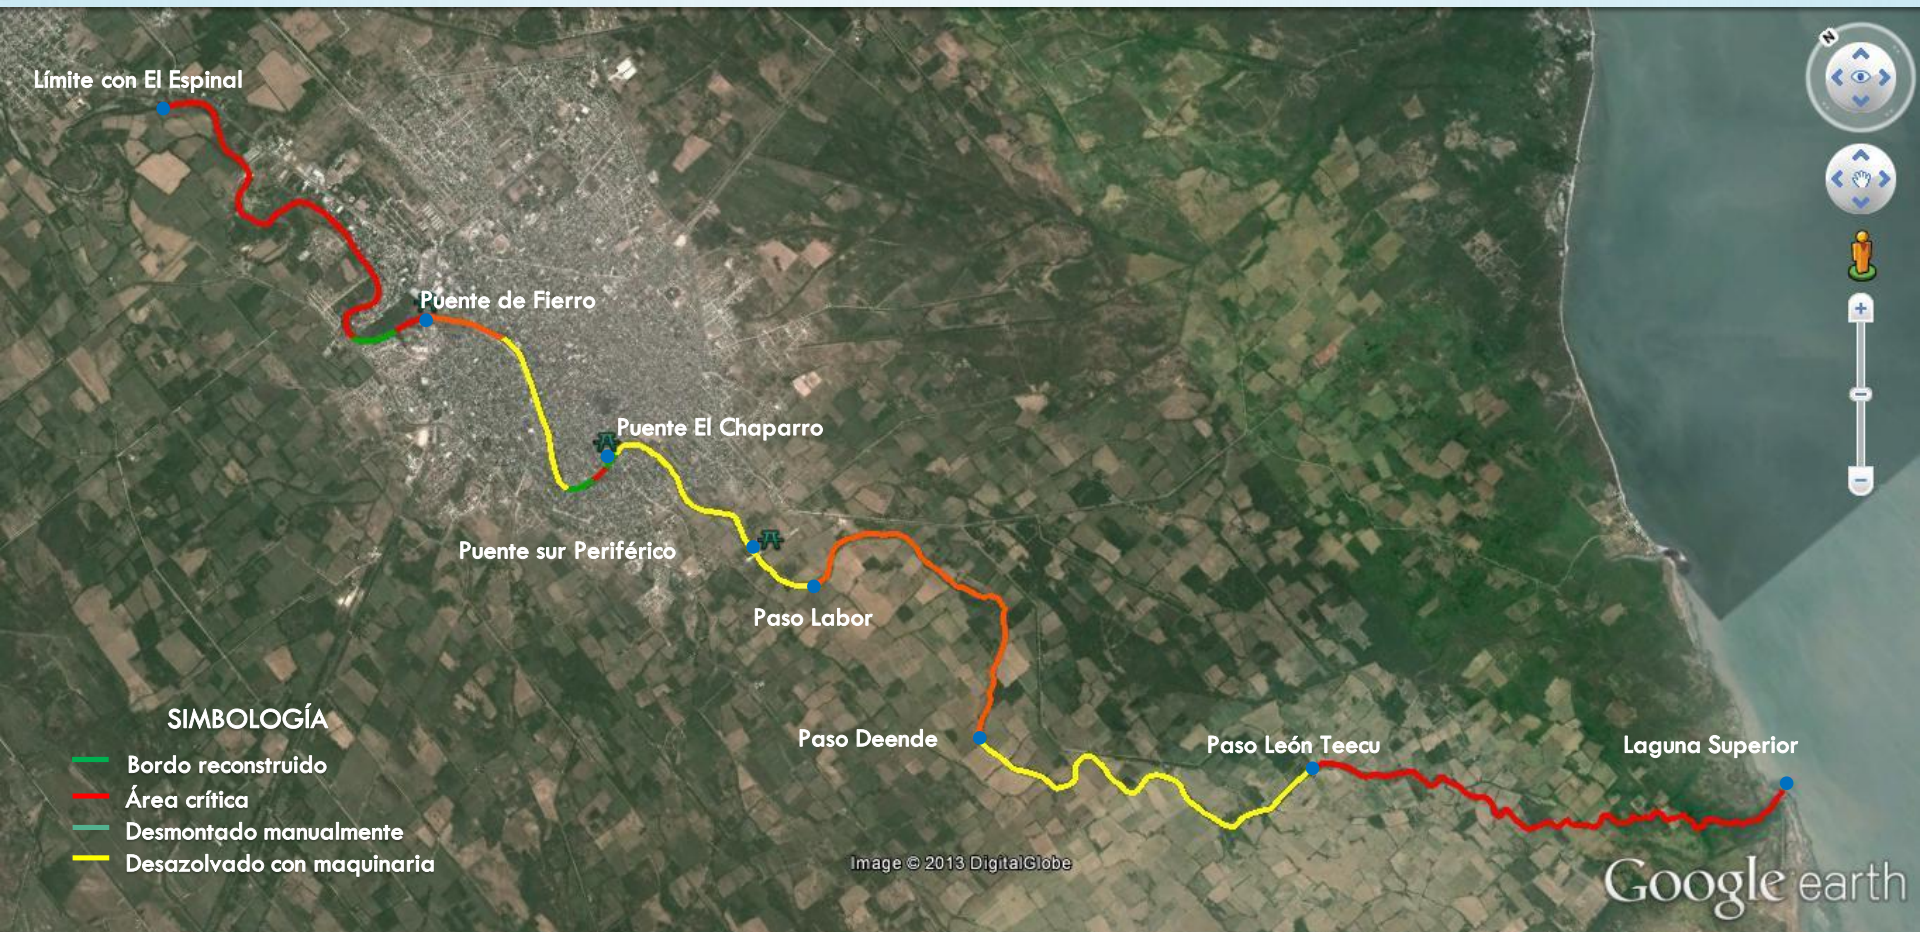 N
Límite con El Espinal
Puente de Fierro
Puente El Chaparro
Puente sur Periférico
Paso Labor
Paso Deende
Paso León Teecu
Laguna Superior
SIMBOLOGÍA
Bordo reconstruido
Área crítica
Desmontado manualmente
Desazolvado con maquinaria
Image © 2013 DigitalGlobe
Google earth